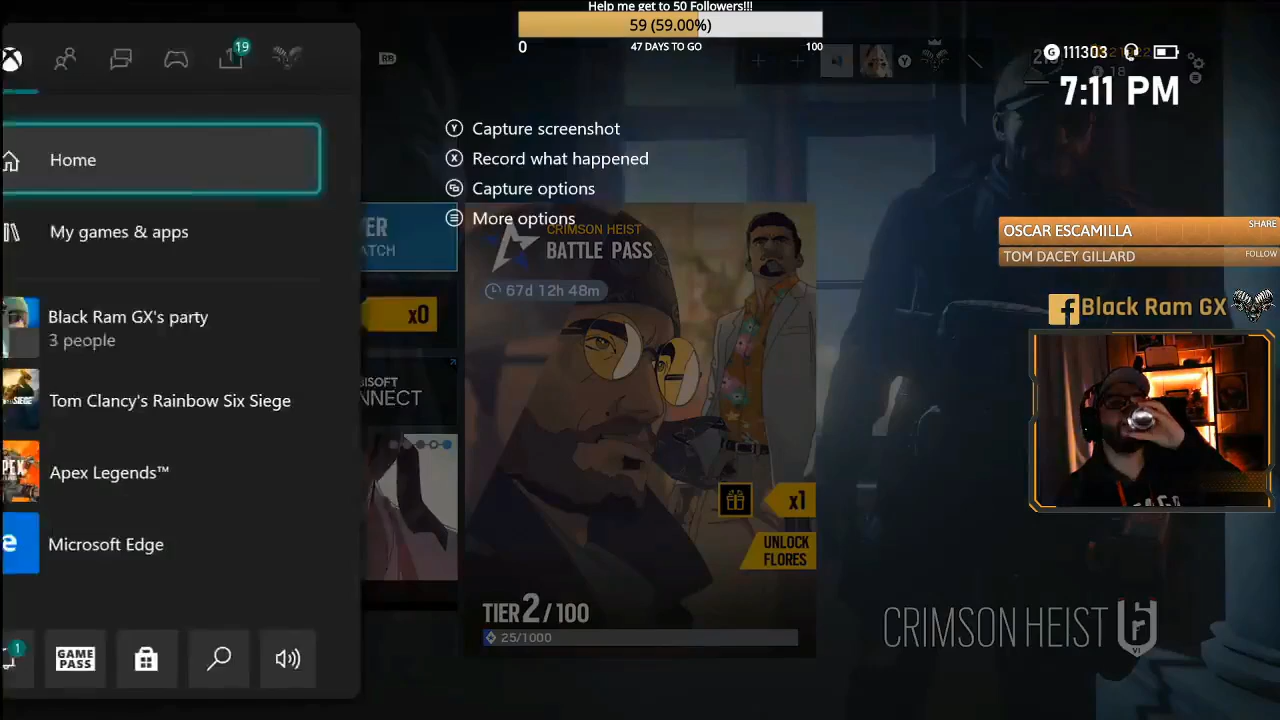 Help me get to 50 Followers!!!
59 (59.00%)
0
47 DAYS TO GO
100
19
RB
Y
G 111303
7:11 PM
Home
My games & apps
Black Ram GX's party
3 people
Tom Clancy's Rainbow Six Siege
Apex Legends™
Microsoft Edge
1
GAME PASS
Y Capture screenshot
X Record what happened
Capture options
More options
CRIMSON HEIST
BATTLE PASS
67d 12h 48m
x0
x1
UNLOCK
FLORES
TIER 2/100
25/1000
OSCAR ESCAMILLA
SHARE
TOM DACEY GILLARD
FOLLOW
Black Ram GX
CRIMSON HEIST